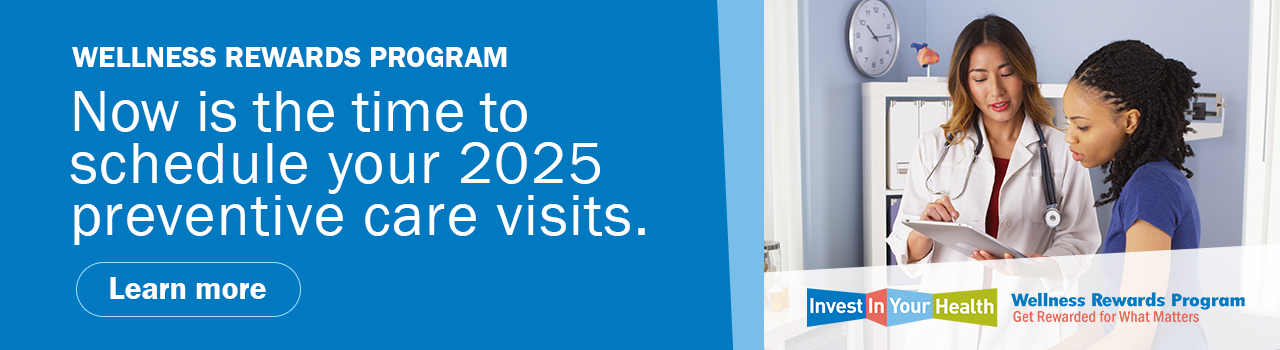 WELLNESS REWARDS PROGRAM
Now is the time to
schedule your 2025
preventive care visits.
Learn more
Invest In Your Health
Wellness Rewards Program
Get Rewarded for What Matters